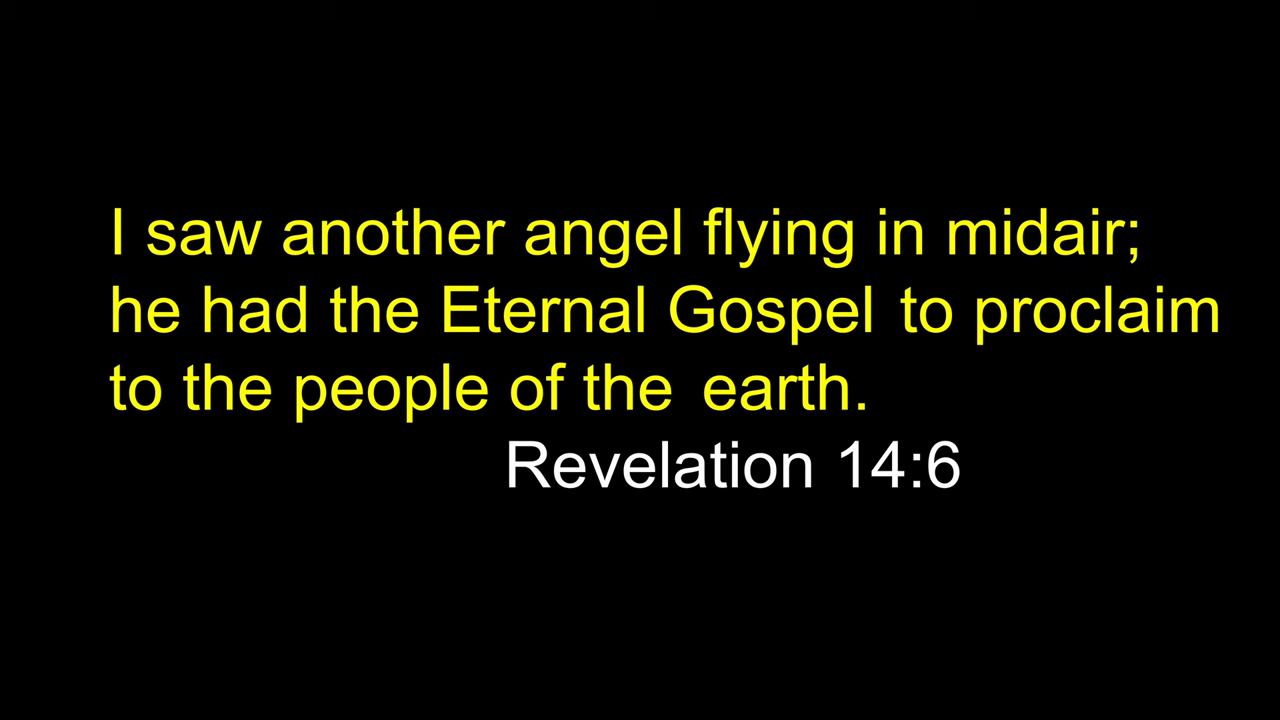 I saw another angel flying in midair;
he had the Eternal Gospel to proclaim
to the people of the earth.
Revelation 14:6